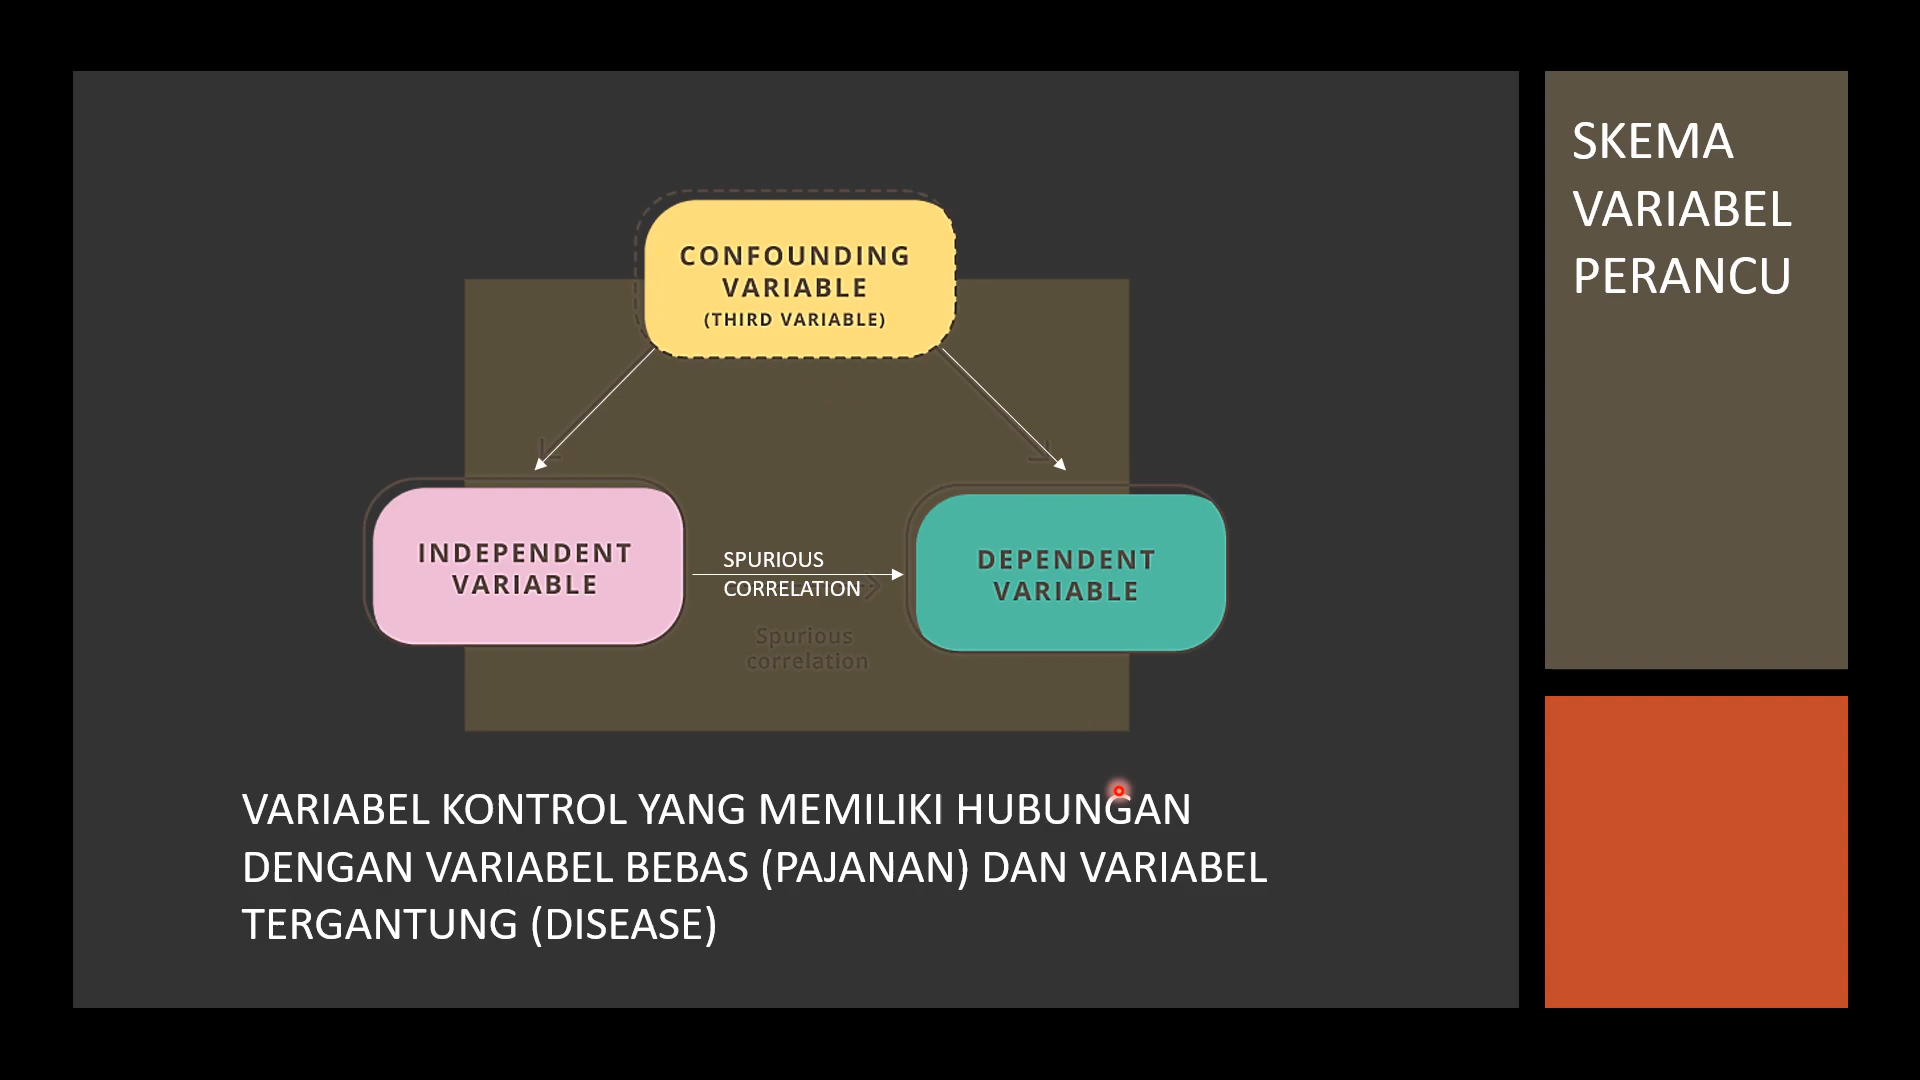 SKEMA
VARIABEL
PERANCU
CONFOUNDING
VARIABLE
(THIRD VARIABLE)
INDEPENDENT
VARIABLE
SPURIOUS
CORRELATION
Spurious
correlation
DEPENDENT
VARIABLE
VARIABEL KONTROL YANG MEMILIKI HUBUNGAN
DENGAN VARIABEL BEBAS (PAJANAN) DAN VARIABEL
TERGANTUNG (DISEASE)